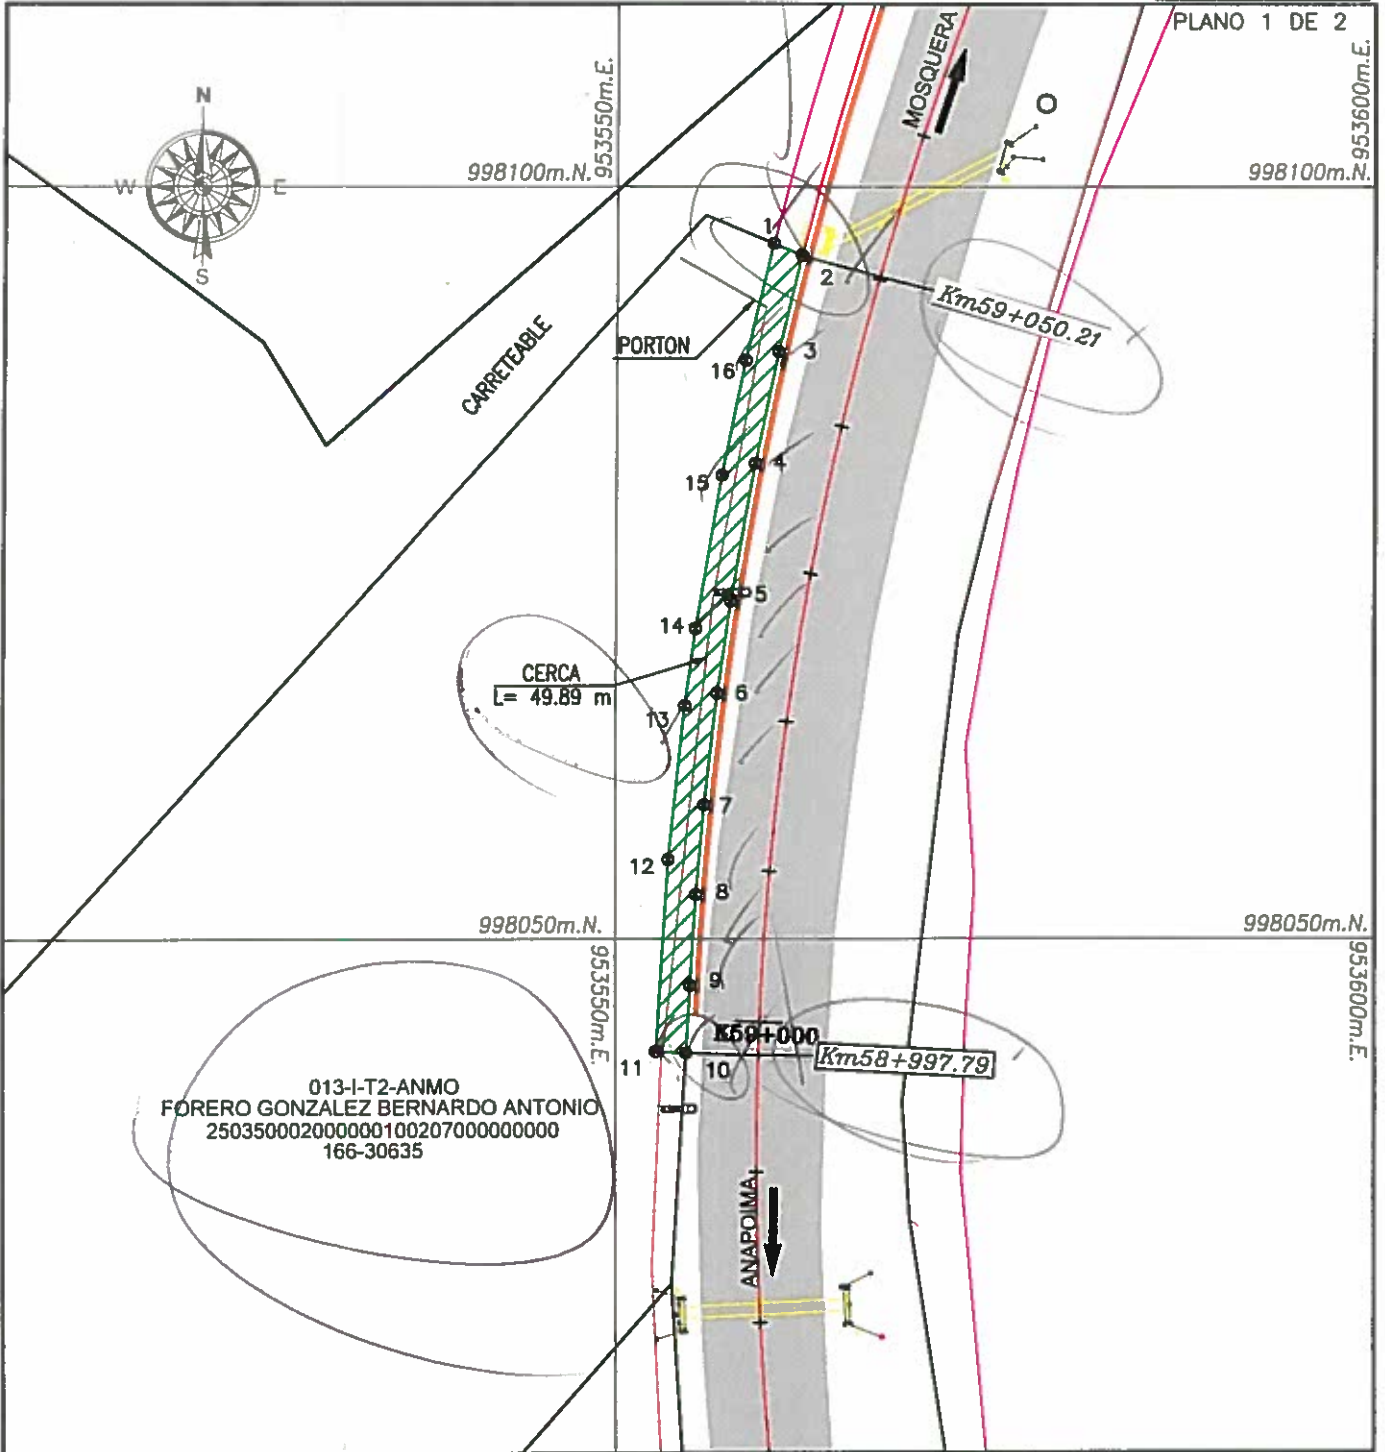 PLANO 1 DE 2
953550m.E.
953600m.E.
MOSQUERA
O
N
W
E
S
998100m.N.
998100m.N.
1
2
Km59+050.21
PORTON
3
16
CARRETEABLE
4
15
5
14
CERCA
L= 49.89 m
6
13
7
12
8
998050m.N.
998050m.N.
953550m.E.
953600m.E.
9
K59+000
Km58+997.79
11
10
013-I-T2-ANMO
FORERO GONZALEZ BERNARDO ANTONIO
250350002000000100207000000000
166-30635
ANAPOIMA